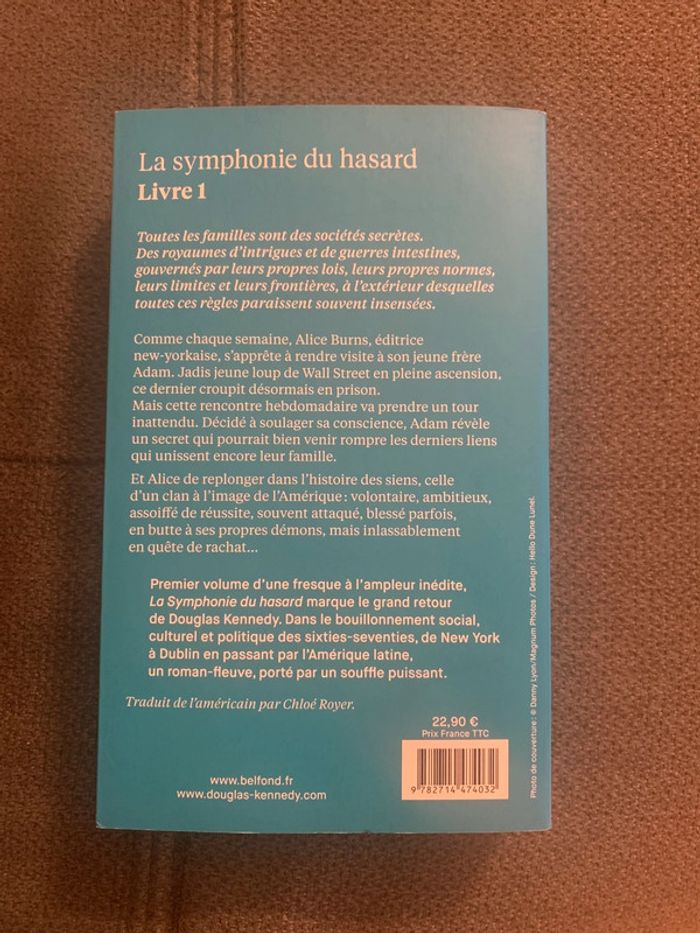 La symphonie du hasard
Livre 1
Toutes les familles sont des sociétés secrètes.
Des royaumes d'intrigues et de guerres intestines,
gouvernés par leurs propres lois, leurs propres normes,
leurs limites et leurs frontières, à l'extérieur desquelles
toutes ces règles paraissent souvent insensées.
Comme chaque semaine, Alice Burns, éditrice
new-yorkaise, s'apprête à rendre visite à son jeune frère
Adam. Jadis jeune loup de Wall Street en pleine ascension,
ce dernier croupit désormais en prison.
Mais cette rencontre hebdomadaire va prendre un tour
inattendu. Décidé à soulager sa conscience, Adam révèle
un secret qui pourrait bien venir rompre les derniers liens
qui unissent encore leur famille.
Et Alice de replonger dans l'histoire des siens, celle
d'un clan à l'image de l'Amérique : volontaire, ambitieux,
assoiffé de réussite, souvent attaqué, blessé parfois,
en butte à ses propres démons, mais inlassablement
en quête de rachat...
Premier volume d'une fresque à l'ampleur inédite,
La Symphonie du hasard marque le grand retour
de Douglas Kennedy. Dans le bouillonnement social,
culturel et politique des sixties-seventies, de New York
à Dublin en passant par l'Amérique latine,
un roman-fleuve, porté par un souffle puissant.
Traduit de l'américain par Chloé Royer.
22,90 €
Prix France TTC
www.belfond.fr
www.douglas-kennedy.com
9 782714 474032
Photo de couverture : © Danny Lyon/Magnum Photos / Design : Hello Dune Lunel.